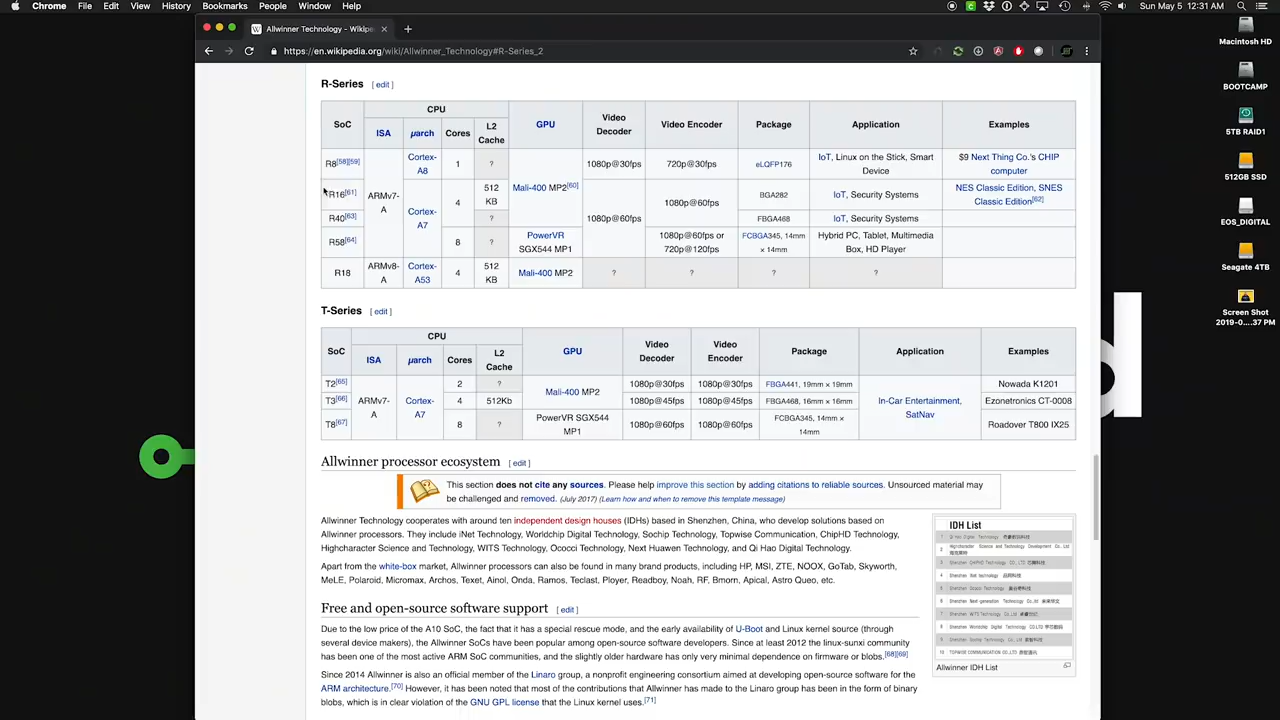 Chrome File Edit View History Bookmarks People Window Help Sun May 5 12:31 AM
Allwinner Technology - Wikipe
https://en.wikipedia.org/wiki/Allwinner_Technology#R-Series_2
Macintosh HD
BOOTCAMP
5TB RAID1
512GB SSD
EOS_DIGITAL
Seagate 4TB
Screen Shot
2019-0....37 PM
R-Series [ edit ]
SoC CPU GPU Video Decoder Video Encoder Package Application Examples
ISA µarch Cores L2 Cache
R8[58][59] ARMv7-A Cortex-A8 1 ? Mali-400 MP2[60] 1080p@30fps 720p@30fps eLQFP176 IoT, Linux on the Stick, Smart Device $9 Next Thing Co.'s CHIP computer
R16[61] Cortex-A7 4 512 KB 1080p@60fps 1080p@60fps BGA282 IoT, Security Systems NES Classic Edition, SNES Classic Edition[62]
R40[63] ? FBGA468 IoT, Security Systems
R58[64] 8 ? PowerVR SGX544 MP1 1080p@60fps or 720p@120fps FCBGA345, 14mm × 14mm Hybrid PC, Tablet, Multimedia Box, HD Player
R18 ARMv8-A Cortex-A53 4 512 KB Mali-400 MP2 ? ? ? ?
T-Series [ edit ]
SoC CPU GPU Video Decoder Video Encoder Package Application Examples
ISA µarch Cores L2 Cache
T2[65] ARMv7-A Cortex-A7 2 ? Mali-400 MP2 1080p@30fps 1080p@30fps FBGA441, 19mm × 19mm In-Car Entertainment, SatNav Nowada K1201
T3[66] 4 512Kb 1080p@45fps 1080p@45fps FBGA468, 16mm × 16mm Ezonetronics CT-0008
T8[67] 8 ? PowerVR SGX544 MP1 1080p@60fps 1080p@60fps FCBGA345, 14mm × 14mm Roadover T800 IX25
Allwinner processor ecosystem [ edit ]
This section does not cite any sources. Please help improve this section by adding citations to reliable sources. Unsourced material may
be challenged and removed. (July 2017) (Learn how and when to remove this template message)
Allwinner Technology cooperates with around ten independent design houses (IDHs) based in Shenzhen, China, who develop solutions based on
Allwinner processors. They include iNet Technology, Worldchip Digital Technology, Sochip Technology, Topwise Communication, ChipHD Technology,
Highcharacter Science and Technology, WITS Technology, Ococci Technology, Next Huawen Technology, and Qi Hao Digital Technology.
Apart from the white-box market, Allwinner processors can also be found in many brand products, including HP, MSI, ZTE, NOOX, GoTab, Skyworth,
MeLE, Polaroid, Micromax, Archos, Texet, Ainol, Onda, Ramos, Teclast, Ployer, Readboy, Noah, RF, Bmorn, Apical, Astro Queo, etc.
IDH List
Allwinner IDH List
Free and open-source software support [ edit ]
Due to the low price of the A10 SoC, the fact that it has a special rescue mode, and the early availability of U-Boot and Linux kernel source (through
several device makers), the Allwinner SoCs have been popular among open-source software developers. Since 2012 the linux-sunxi community
has been one of the most active ARM SoC communities, and the slightly older hardware has only very minimal dependence on firmware or blobs.[68][69]
Since 2014 Allwinner is also an official member of the Linaro group, a nonprofit engineering consortium aimed at developing open-source software for the
ARM architecture.[70] However, it has been noted that most of the contributions that Allwinner has made to the Linaro group has been in the form of binary
blobs, which is in clear violation of the GNU GPL license that the Linux kernel uses.[71]